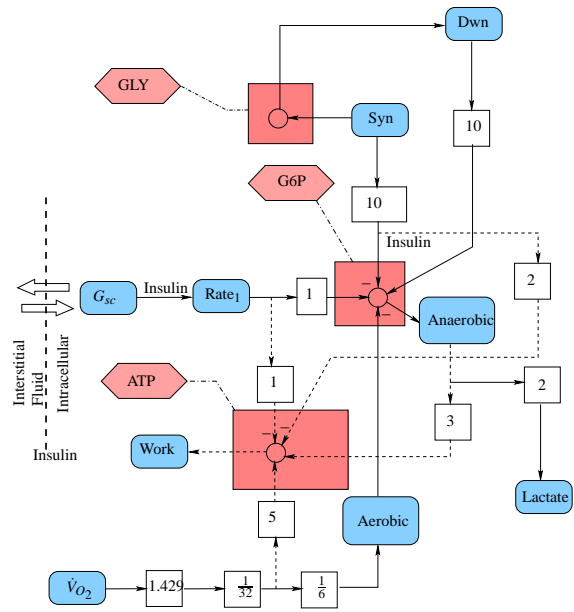 Dwn
GLY
Syn
10
G6P
10
Insulin
2
G_sc
Insulin
Rate_1
1
−
−
Anaerobic
Interstitial
Fluid
Intracellular
Insulin
ATP
1
2
3
− −
Work
Lactate
5
Aerobic
V̇_{O_2}
1.429
1/32
1/6